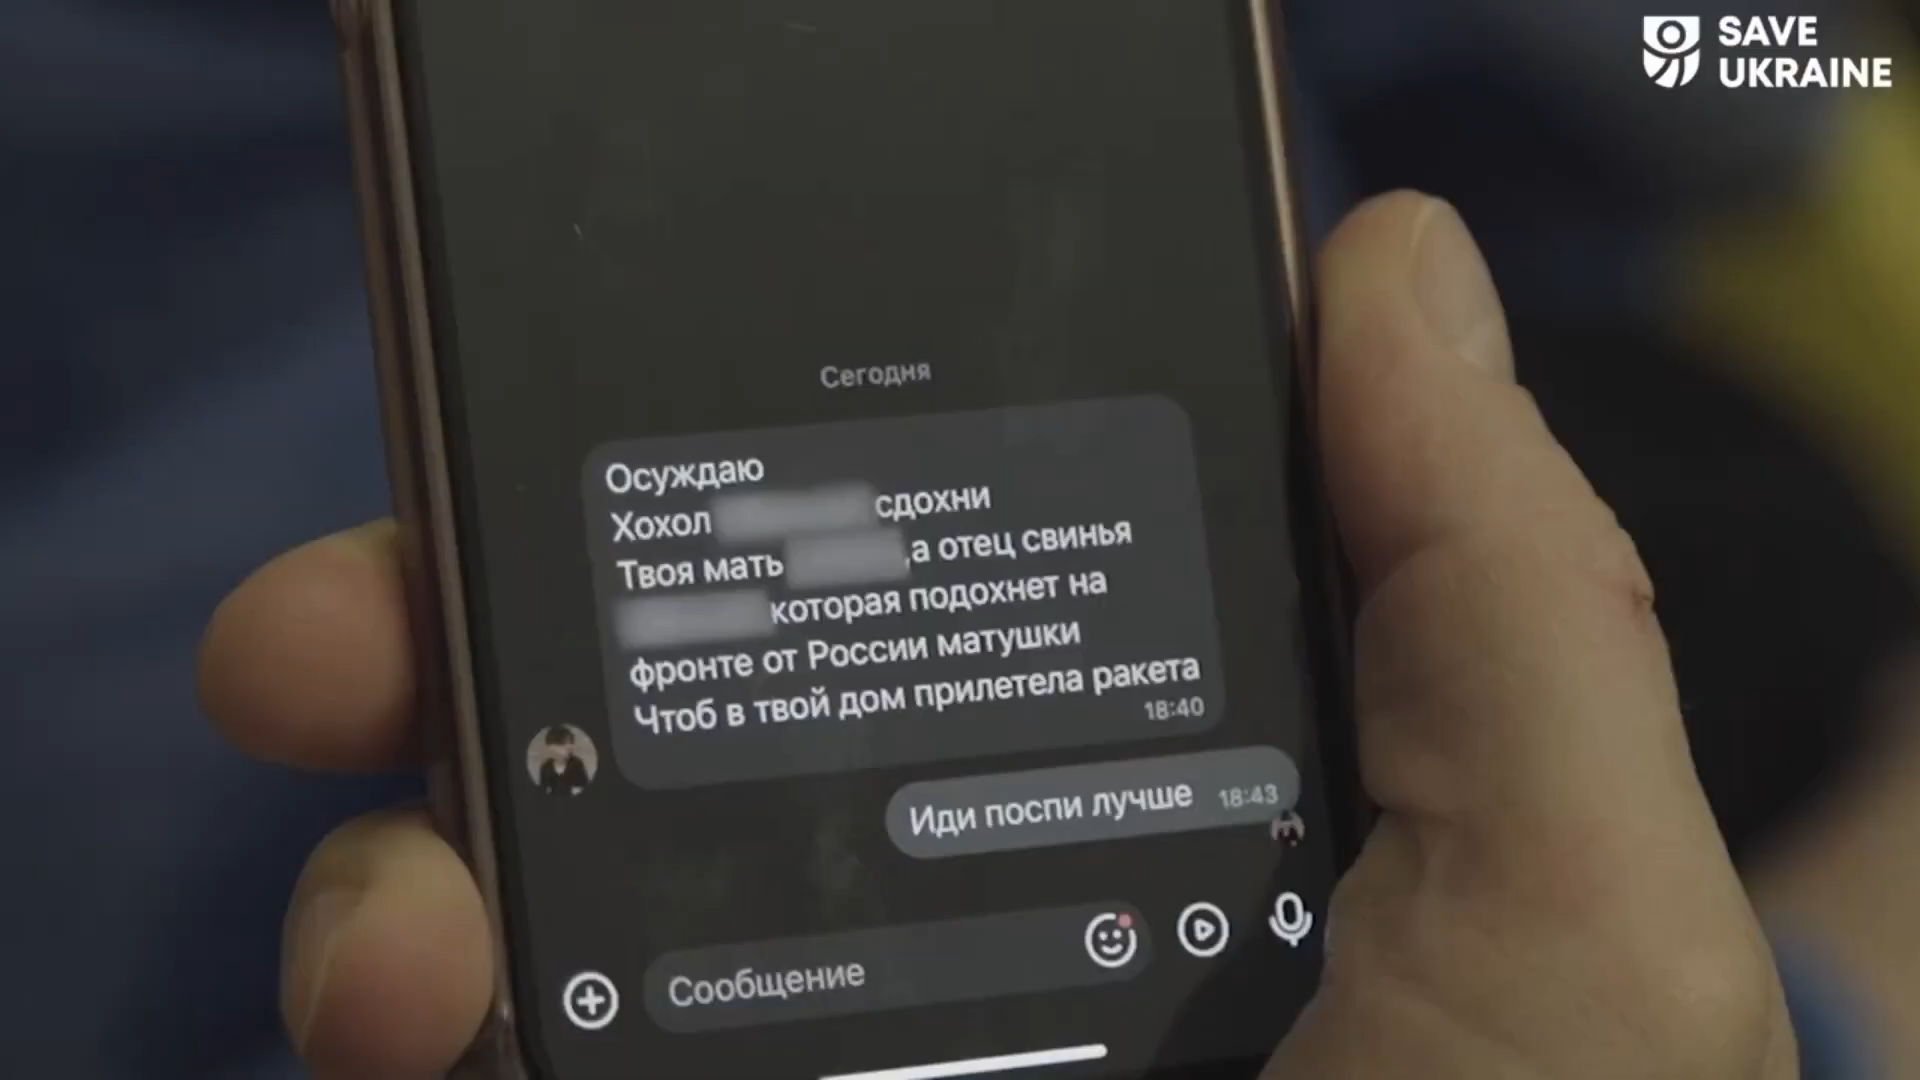 SAVE
UKRAINE
Сегодня
Осуждаю
Хохол сдохни
Твоя мать ,а отец свинья
которая подохнет на
фронте от России матушки
Чтоб в твой дом прилетела ракета
18:40
Иди поспи лучше 18:43
Сообщение